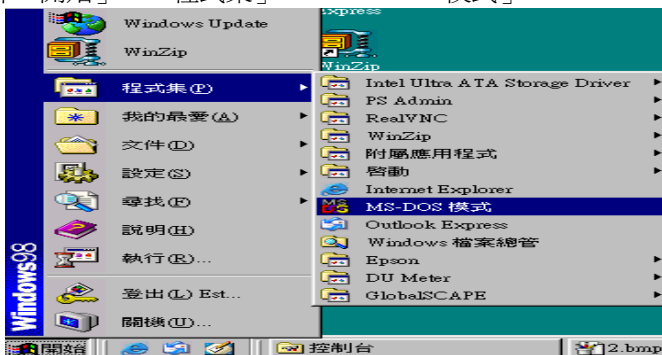 「開始」 「程式集」 模式」
Windows Update
WinZip
程式集(P)
我的最愛(A)
文件(D)
設定(S)
尋找(F)
說明(H)
執行(R)...
登出(L) Est...
關機(U)...
Windows98
Express
WinZip
Intel Ultra ATA Storage Driver
PS Admin
RealVNC
WinZip
附屬應用程式
啓動
Internet Explorer
MS-DOS 模式
Outlook Express
Windows 檔案總管
Epson
DU Meter
GlobalSCAPE
開始
控制台
2.bmp